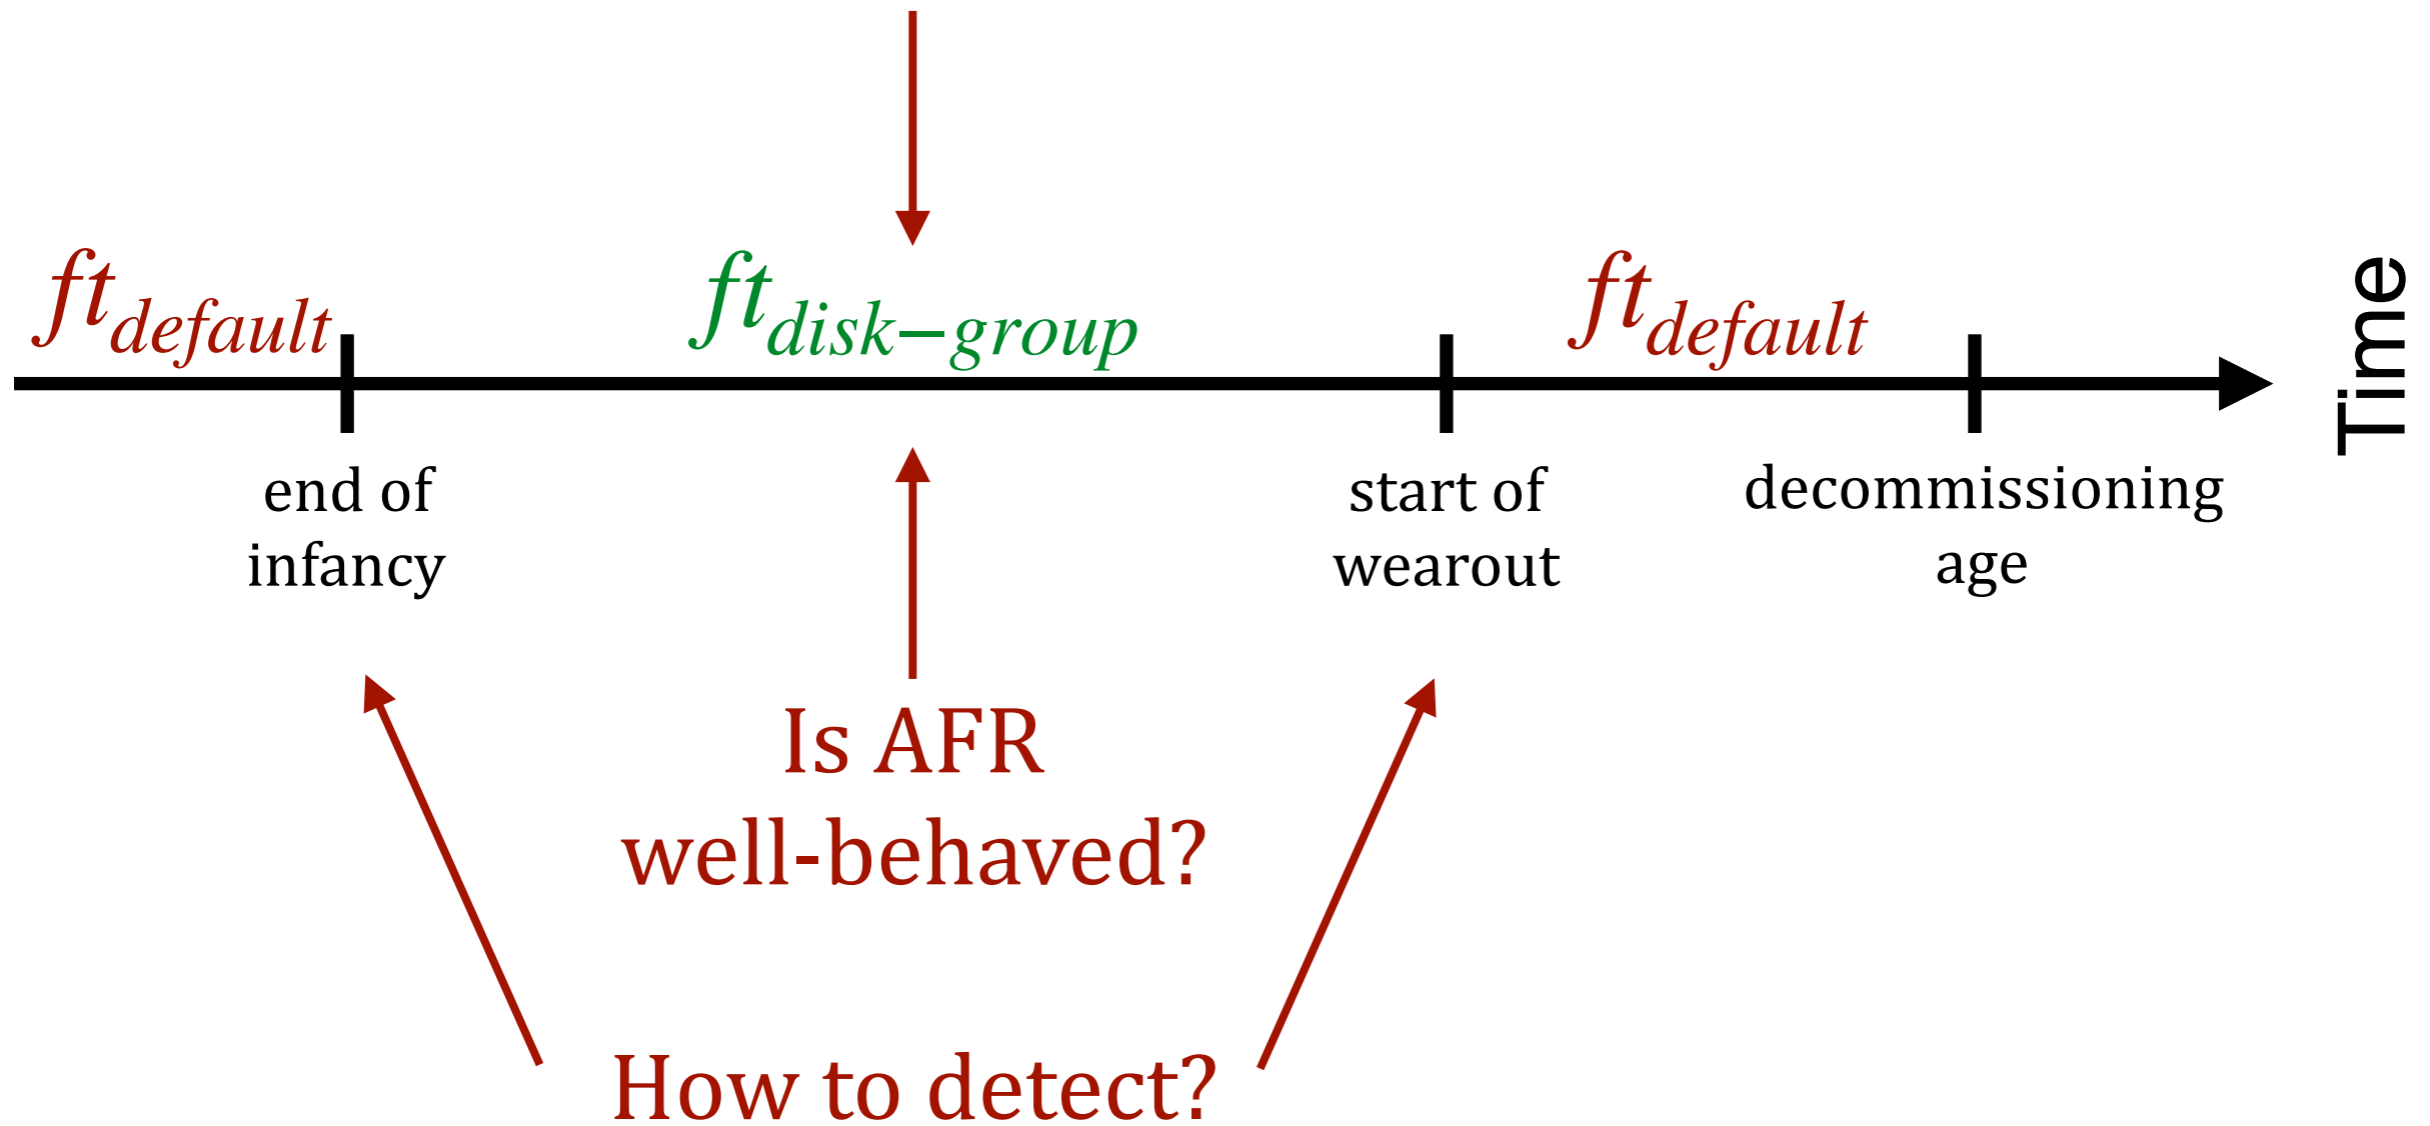 ft_default ft_disk−group ft_default
Time
end of
infancy
start of
wearout
decommissioning
age
Is AFR
well-behaved?
How to detect?